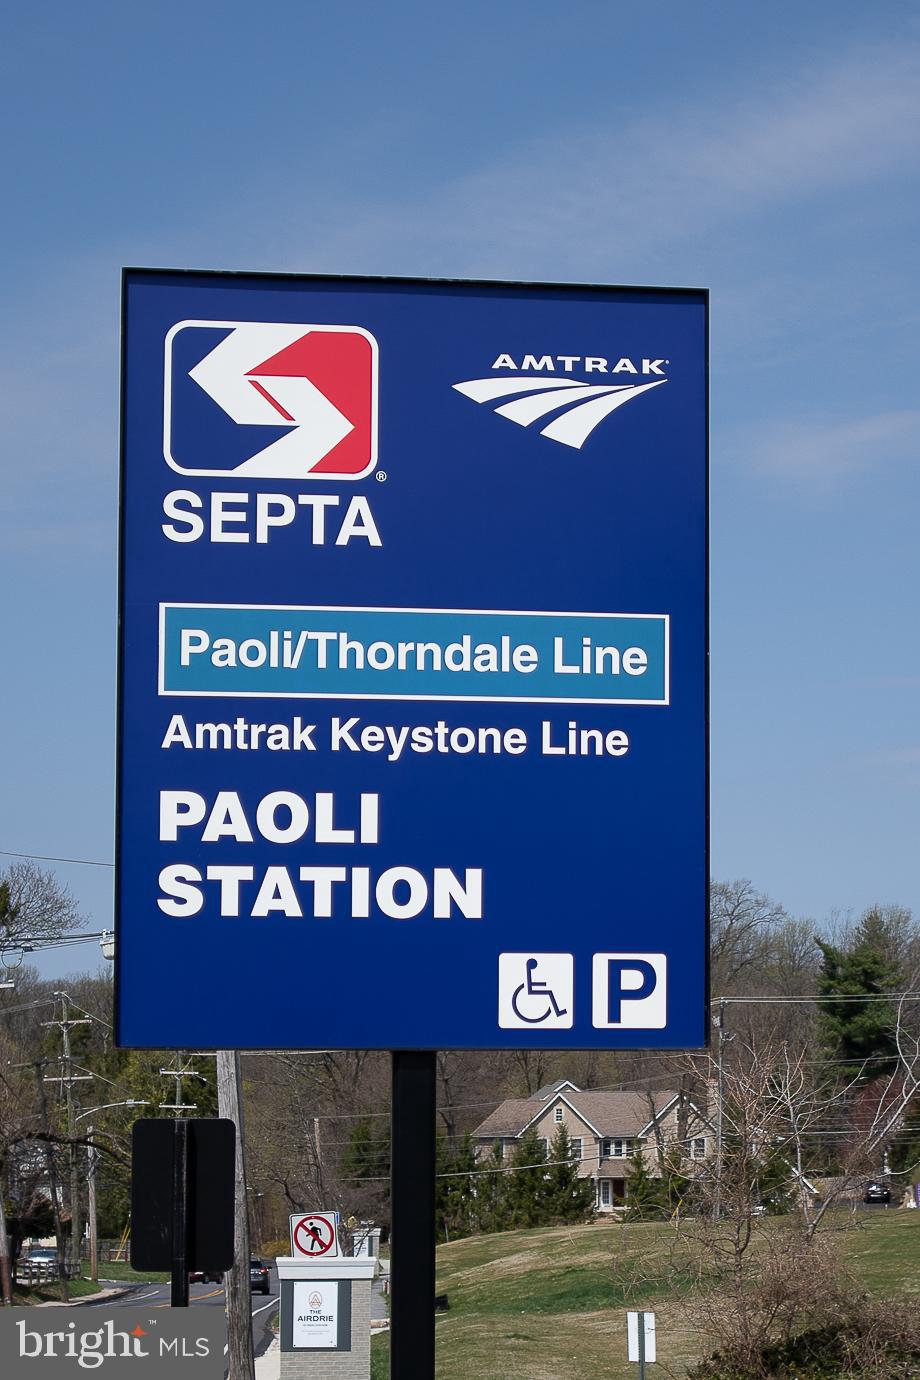 AMTRAK
SEPTA
Paoli/Thorndale Line
Amtrak Keystone Line
PAOLI
STATION
P
THE
AIRDRIE
bright MLS